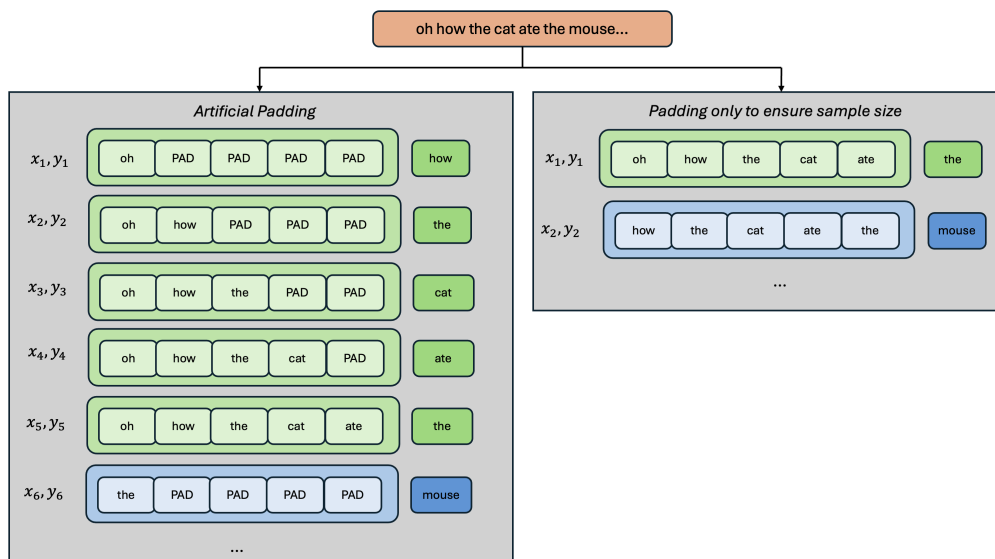 oh how the cat ate the mouse...
Artificial Padding
x₁, y₁ oh PAD PAD PAD PAD how
x₂, y₂ oh how PAD PAD PAD the
x₃, y₃ oh how the PAD PAD cat
x₄, y₄ oh how the cat PAD ate
x₅, y₅ oh how the cat ate the
x₆, y₆ the PAD PAD PAD PAD mouse
...
Padding only to ensure sample size
x₁, y₁ oh how the cat ate the
x₂, y₂ how the cat ate the mouse
...